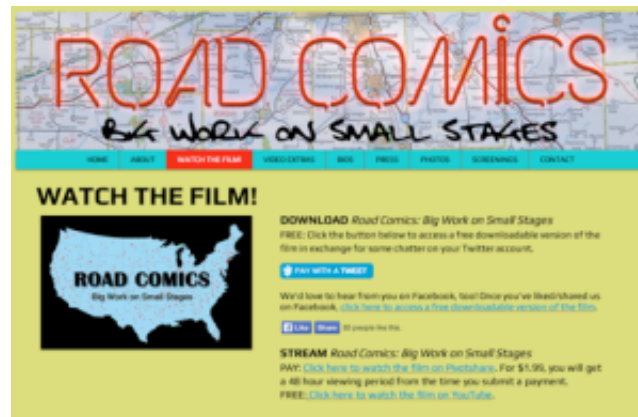 ROAD COMICS
BIG WORK ON SMALL STAGES
HOME ABOUT WATCH THE FILM! VIDEO EXTRAS BIOS PRESS PHOTOS SCREENINGS CONTACT
WATCH THE FILM!
ROAD COMICS
Big Work on Small Stages
DOWNLOAD Road Comics: Big Work on Small Stages
FREE: Click the button below to access a free downloadable version of the
film in exchange for some chatter on your Twitter account.
PAY WITH A TWEET
We'd love to hear from you on Facebook, too! Once you've liked/shared us
on Facebook, click here to access a free downloadable version of the film.
Like Share people like this.
STREAM Road Comics: Big Work on Small Stages
PAY: Click here to watch the film on Pivotshare. For $1.99, you will get
a 48 hour viewing period from the time you submit a payment.
FREE: Click here to watch the film on YouTube.